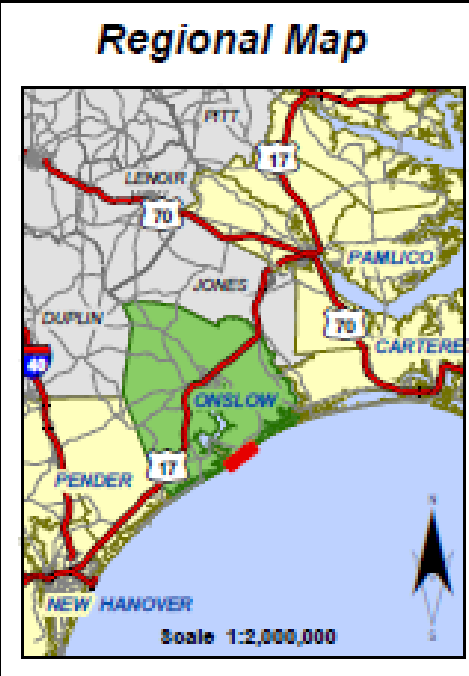 Regional Map
PITT
17
LENOIR
70
PAMLICO
JONES
DUPLIN
70
CARTERE
40
ONSLOW
17
PENDER
N
NEW HANOVER
S
Scale 1:2,000,000